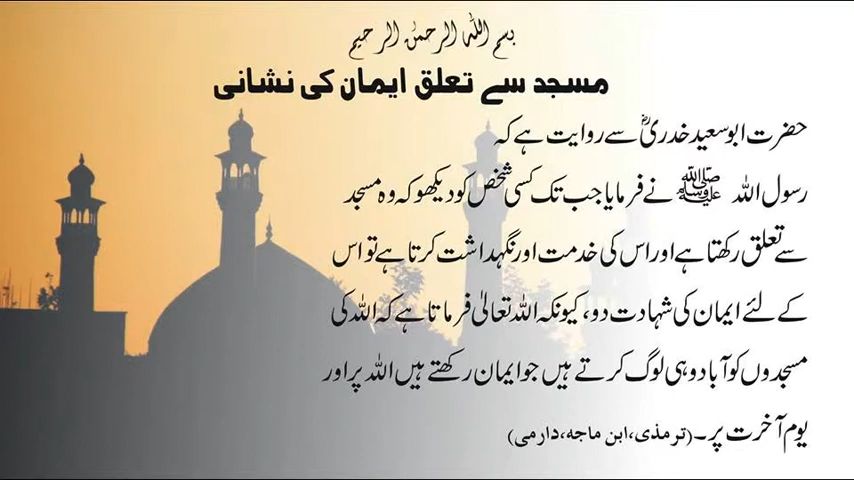 بسم اللہ الرحمٰن الرحیم
مسجد سے تعلق ایمان کی نشانی
حضرت ابوسعید خدریؓ سے روایت ہے کہ
رسول اللہ ﷺ نے فرمایا جب تک کسی شخص کو دیکھو کہ وہ مسجد
سے تعلق رکھتا ہے اور اس کی خدمت اور نگہداشت کرتا ہے تو اس
کے لئے ایمان کی شہادت دو، کیونکہ اللہ تعالیٰ فرماتا ہے کہ اللہ کی
مسجدوں کو آباد وہی لوگ کرتے ہیں جو ایمان رکھتے ہیں اللہ پر اور
یوم آخرت پر۔ (ترمذی، ابن ماجہ، دارمی)